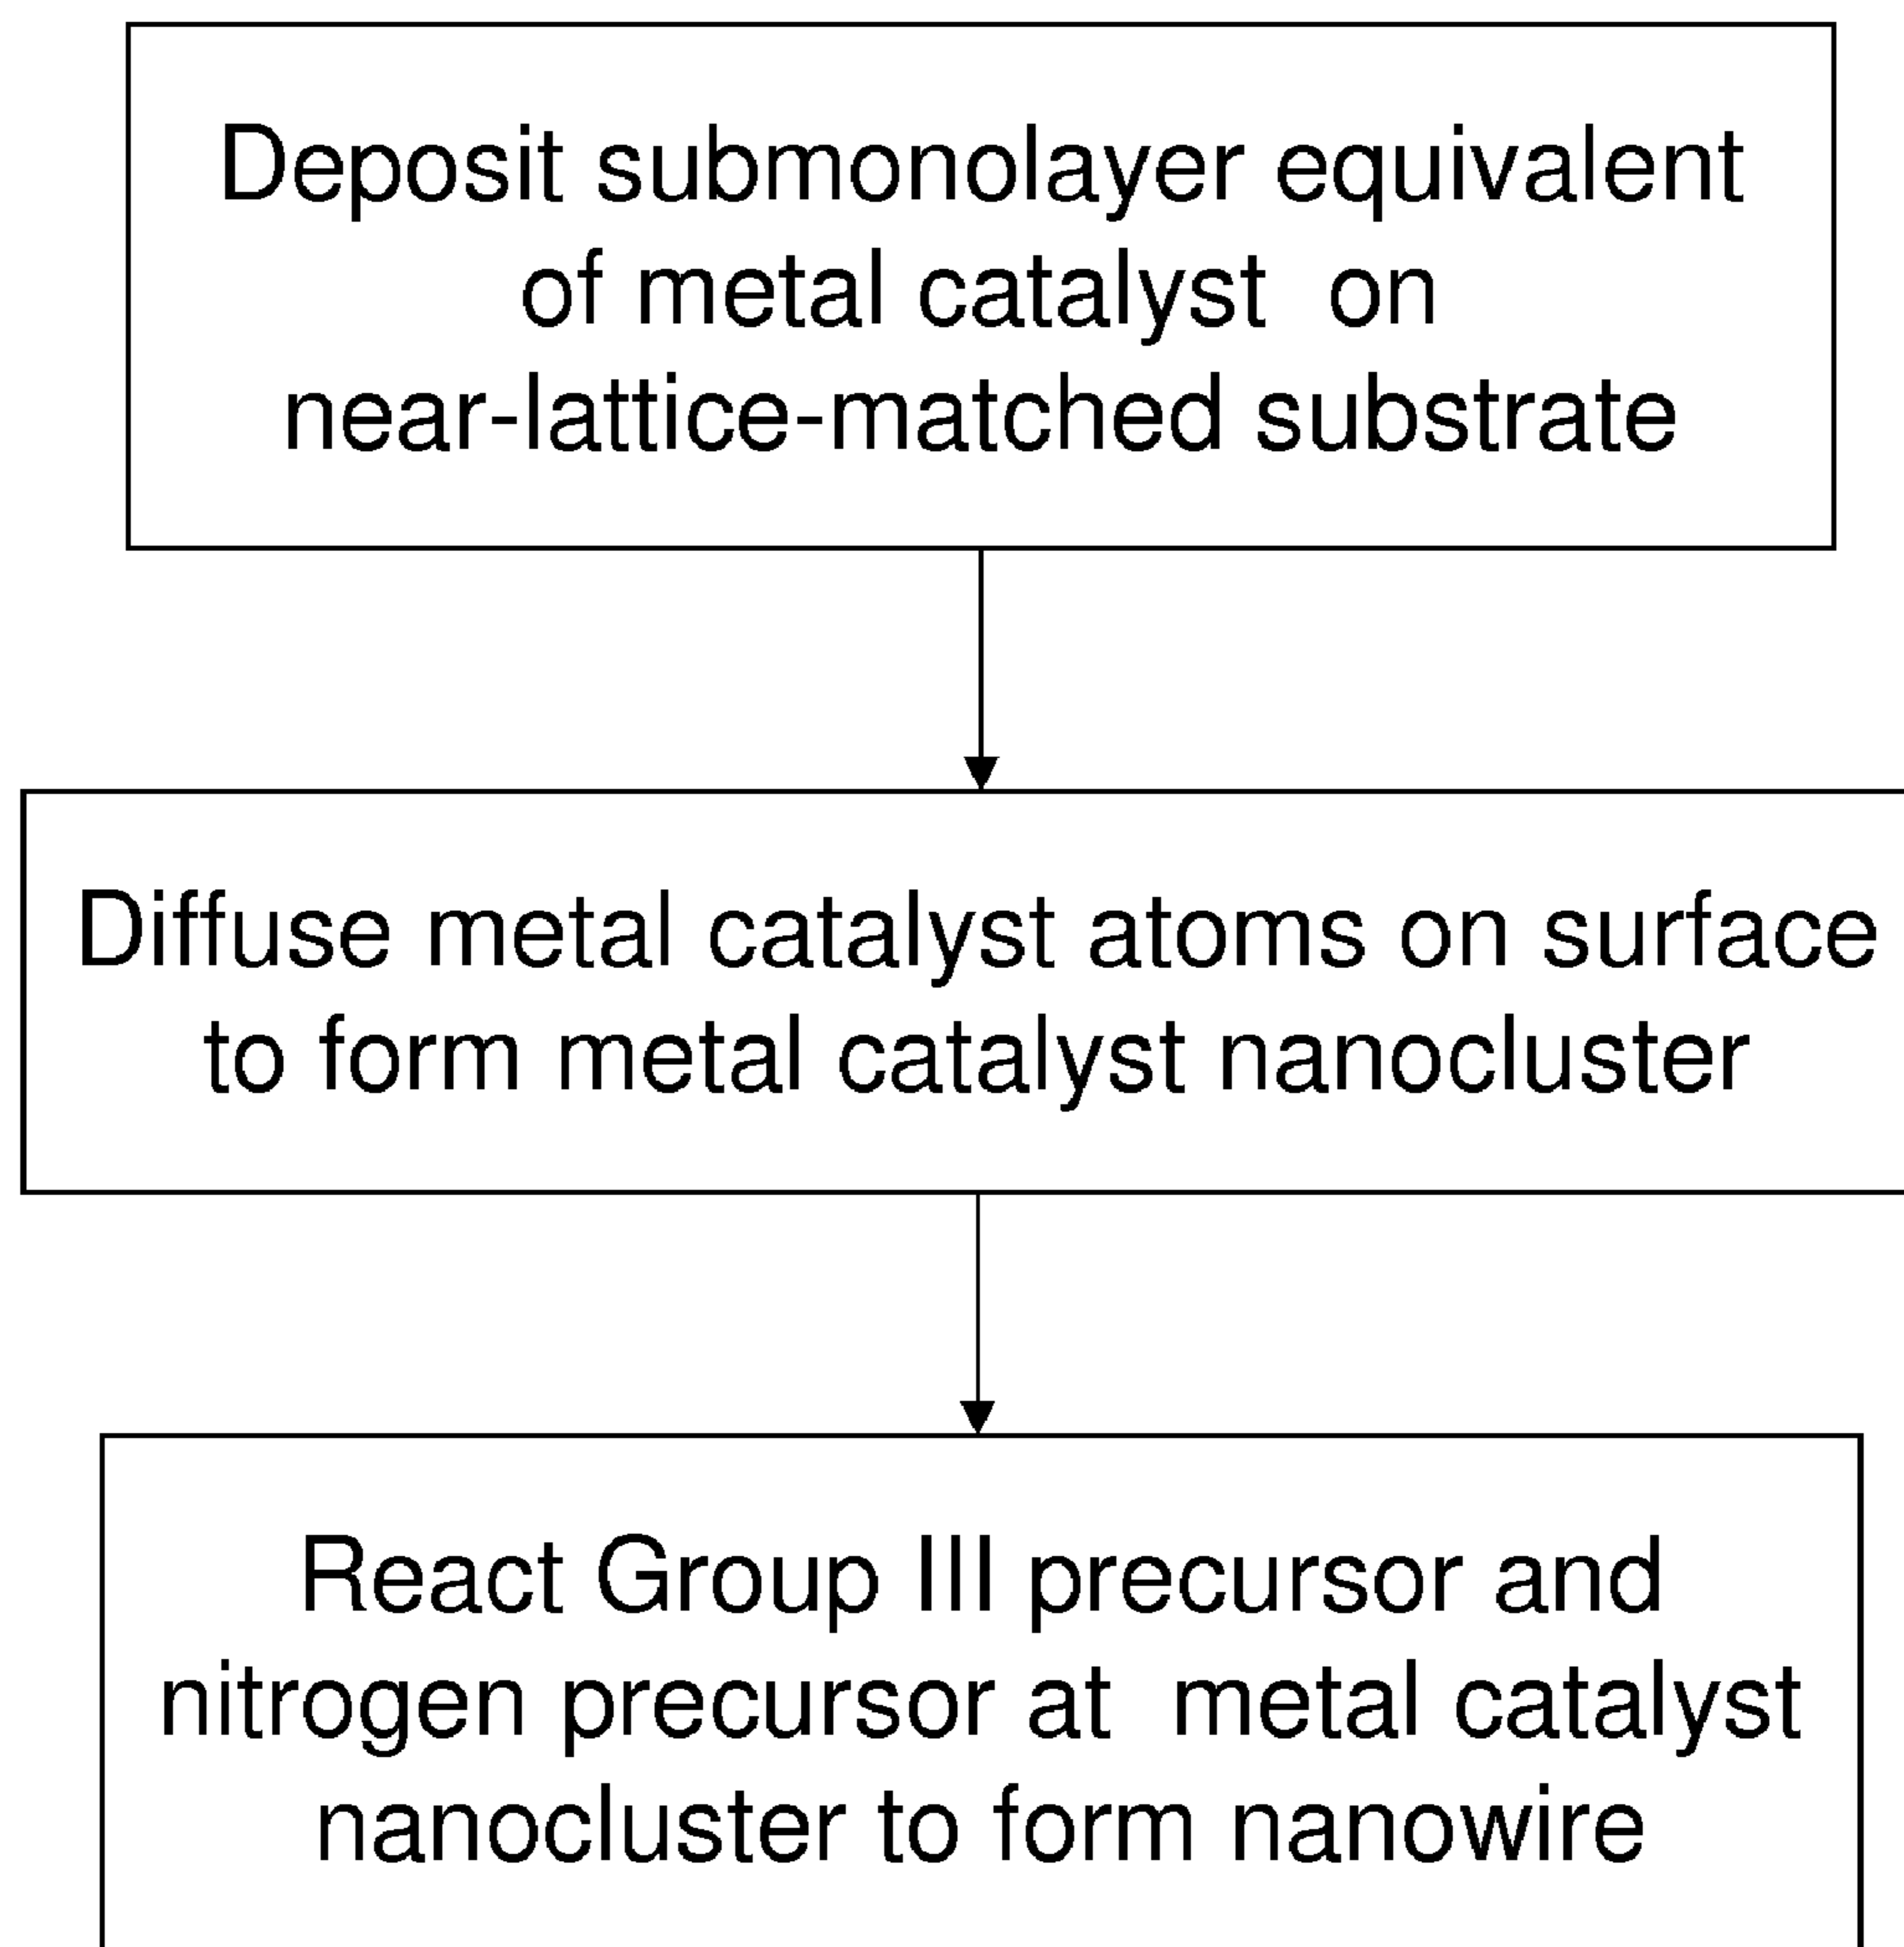 Deposit submonolayer equivalent
of metal catalyst on
near-lattice-matched substrate
Diffuse metal catalyst atoms on surface
to form metal catalyst nanocluster
React Group III precursor and
nitrogen precursor at metal catalyst
nanocluster to form nanowire